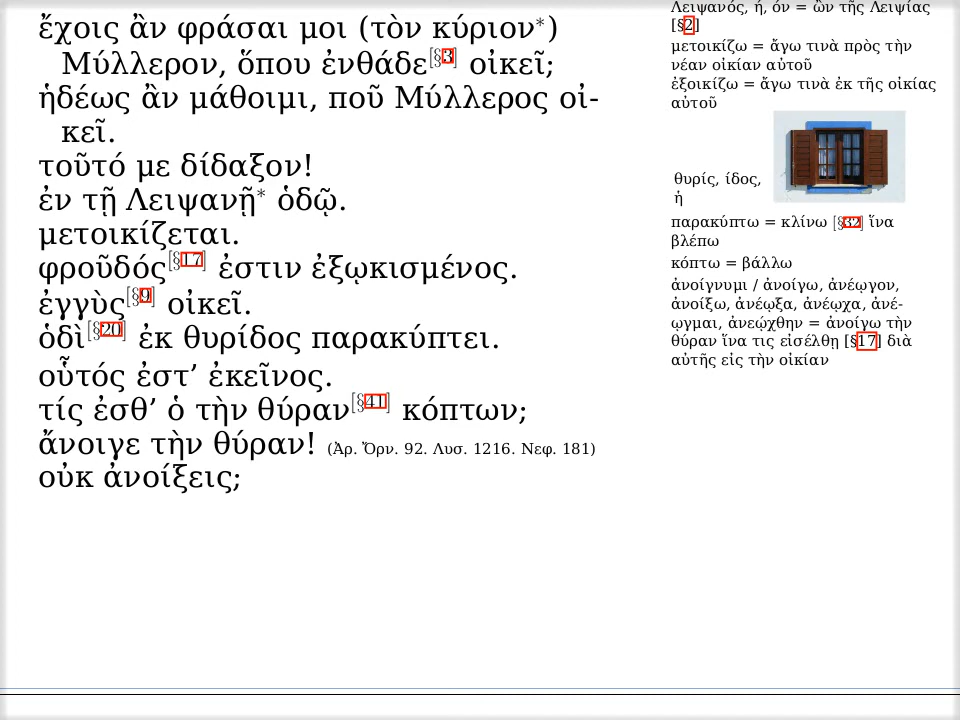 ἔχοις ἂν φράσαι μοι (τὸν κύριον*)
Μύλλερον, ὅπου ἐνθάδε[§3] οἰκεῖ;
ἡδέως ἂν μάθοιμι, ποῦ Μύλλερος οἰ-
κεῖ.
τοῦτό με δίδαξον!
ἐν τῇ Λειψανῇ* ὁδῷ.
μετοικίζεται.
φροῦδός[§17] ἐστιν ἐξῳκισμένος.
ἐγγὺς[§9] οἰκεῖ.
ὁδὶ[§20] ἐκ θυρίδος παρακύπτει.
οὗτός ἐστ’ ἐκεῖνος.
τίς ἐσθ’ ὁ τὴν θύραν[§41] κόπτων;
ἄνοιγε τὴν θύραν! (Ἀρ. Ὄρν. 92. Λυσ. 1216. Νεφ. 181)
οὐκ ἀνοίξεις;
Λειψανός, ή, όν = ὢν τῆς Λειψίας
[§2]
μετοικίζω = ἄγω τινὰ πρὸς τὴν
νέαν οἰκίαν αὐτοῦ
ἐξοικίζω = ἄγω τινὰ ἐκ τῆς οἰκίας
αὐτοῦ
θυρίς, ίδος,
ἡ
παρακύπτω = κλίνω [§32] ἵνα
βλέπω
κόπτω = βάλλω
ἀνοίγνυμι / ἀνοίγω, ἀνέῳγον,
ἀνοίξω, ἀνέῳξα, ἀνέῳχα, ἀνέ-
ῳγμαι, ἀνεῴχθην = ἀνοίγω τὴν
θύραν ἵνα τις εἰσέλθῃ [§17] διὰ
αὐτῆς εἰς τὴν οἰκίαν